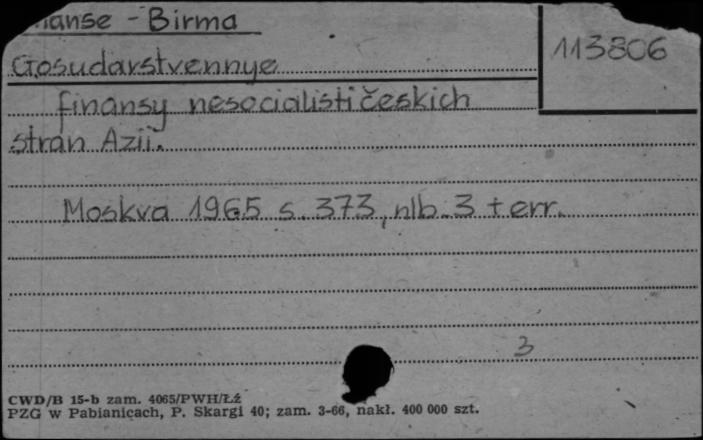 anse - Birma
113806
Gosudarstvennye
finansy nesocialističeskich
stran Azii.
Moskva 1965 s. 373, nlb. 3 + err.
3
CWD/B 15-b zam. 4065/PWH/Łź
PZG w Pabianicach, P. Skargi 40; zam. 3-66, nakł. 400 000 szt.